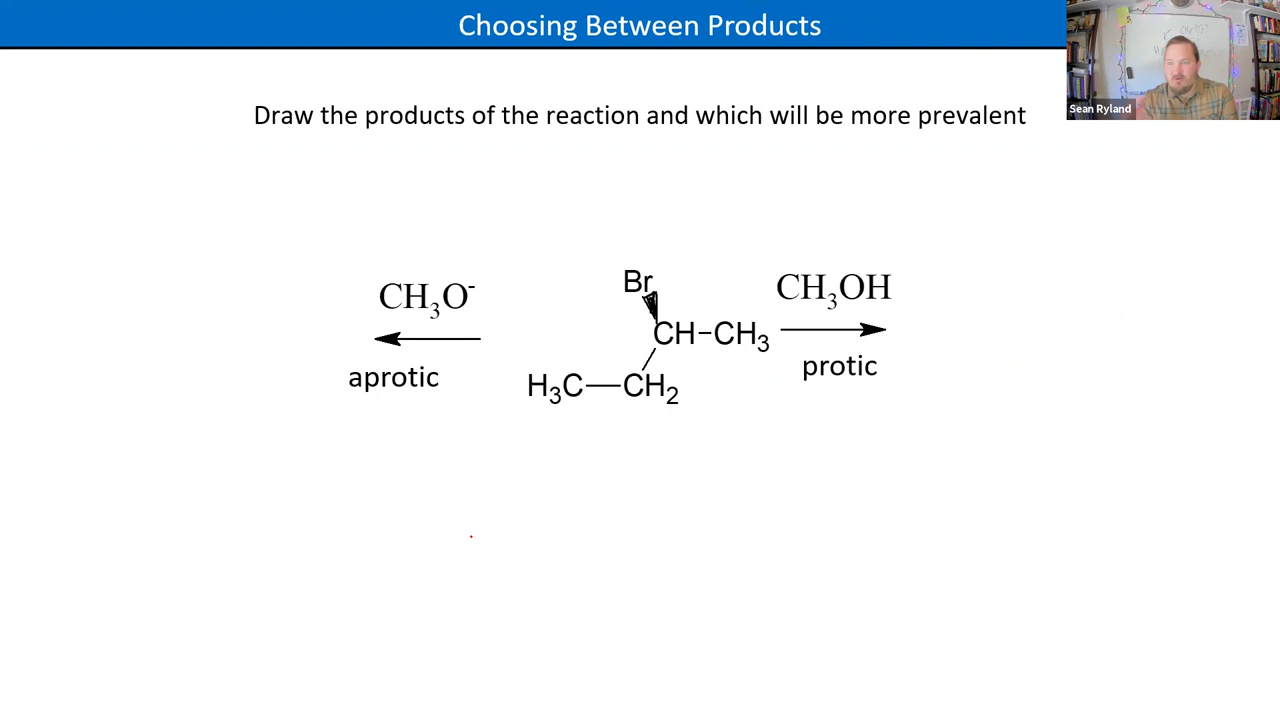 Choosing Between Products
Sean Ryland
Draw the products of the reaction and which will be more prevalent
CH₃O⁻
aprotic
Br
CH–CH₃
H₃C—CH₂
CH₃OH
protic